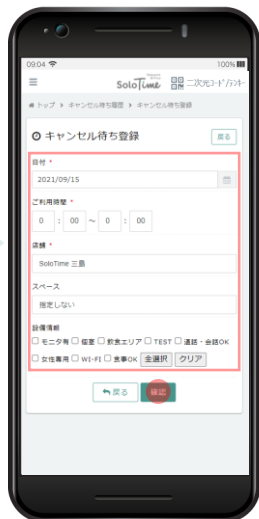 09:04 100%
SoloTime 二次元コード/ﾁｪｯｸｲﾝ
トップ > キャンセル待ち履歴 > キャンセル待ち登録
キャンセル待ち登録 戻る
日付 *
2021/09/15
ご利用時間 *
0 : 00 ～ 0 : 00
店舗 *
SoloTime 三島
スペース
指定しない
設備情報
モニタ有 個室 飲食エリア TEST 通話・会話OK
女性専用 WI-FI 食事OK 全選択 クリア
戻る 確認